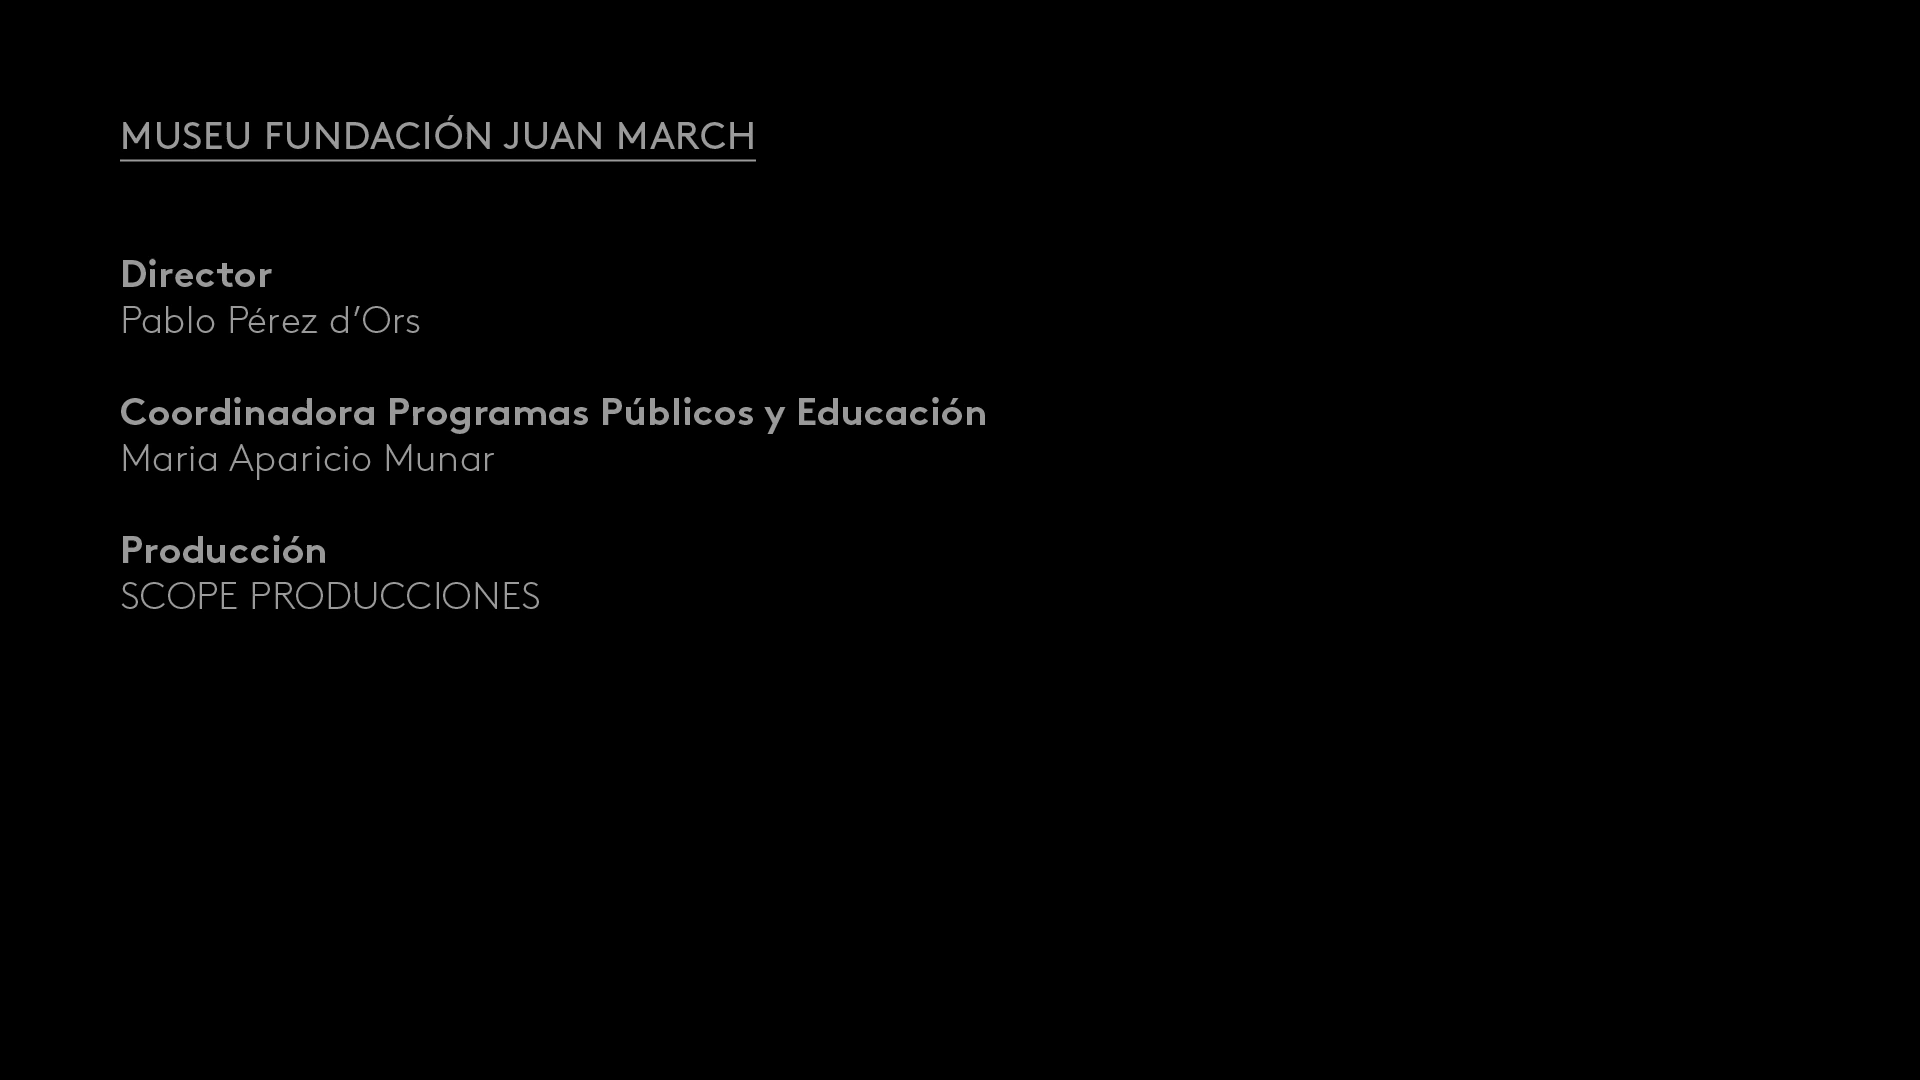 MUSEU FUNDACIÓN JUAN MARCH
Director
Pablo Pérez d’Ors
Coordinadora Programas Públicos y Educación
Maria Aparicio Munar
Producción
SCOPE PRODUCCIONES